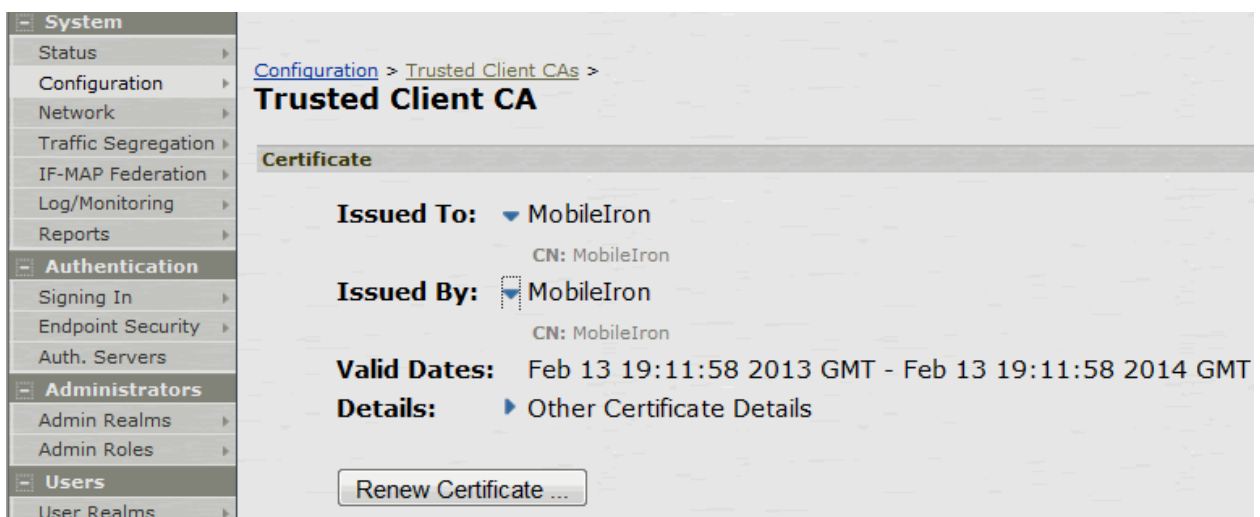 System
Status
Configuration
Network
Traffic Segregation
IF-MAP Federation
Log/Monitoring
Reports
Authentication
Signing In
Endpoint Security
Auth. Servers
Administrators
Admin Realms
Admin Roles
Users
User Realms
Configuration > Trusted Client CAs >
Trusted Client CA
Certificate
Issued To: MobileIron
CN: MobileIron
Issued By: MobileIron
CN: MobileIron
Valid Dates: Feb 13 19:11:58 2013 GMT - Feb 13 19:11:58 2014 GMT
Details: Other Certificate Details
Renew Certificate ...